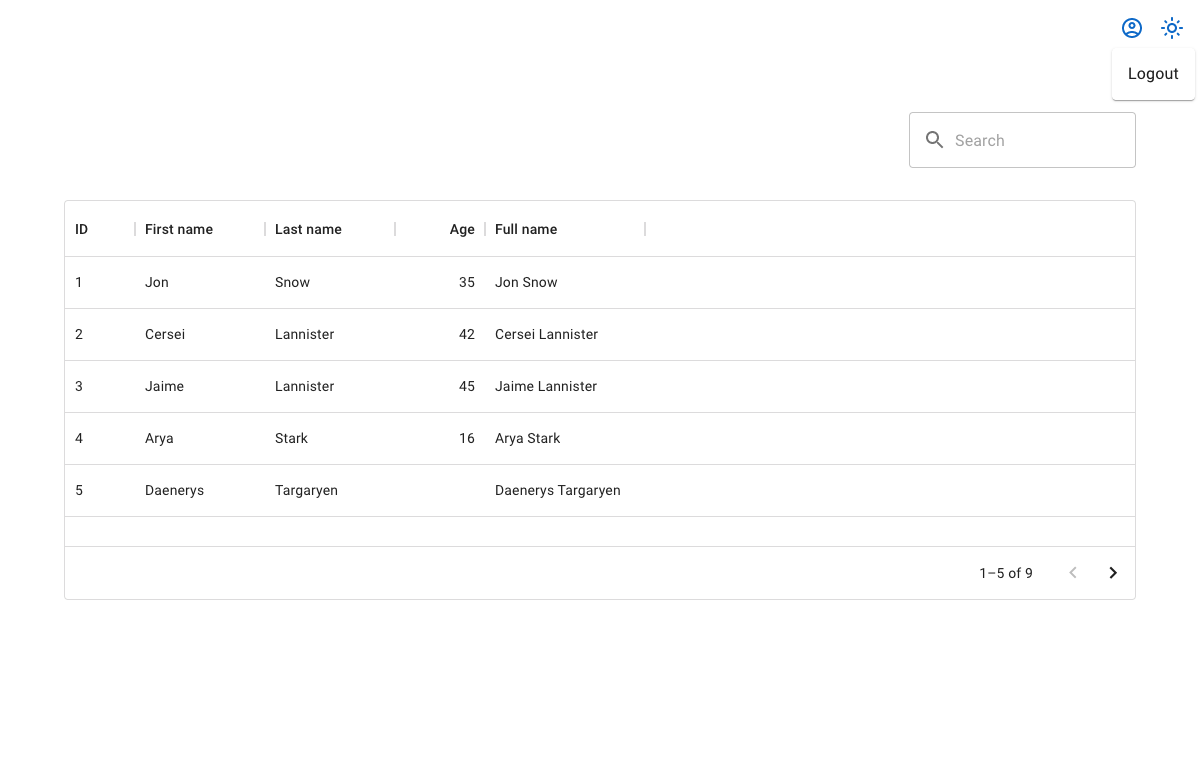 Logout
Search
ID First name Last name Age Full name
1 Jon Snow 35 Jon Snow
2 Cersei Lannister 42 Cersei Lannister
3 Jaime Lannister 45 Jaime Lannister
4 Arya Stark 16 Arya Stark
5 Daenerys Targaryen Daenerys Targaryen
1–5 of 9